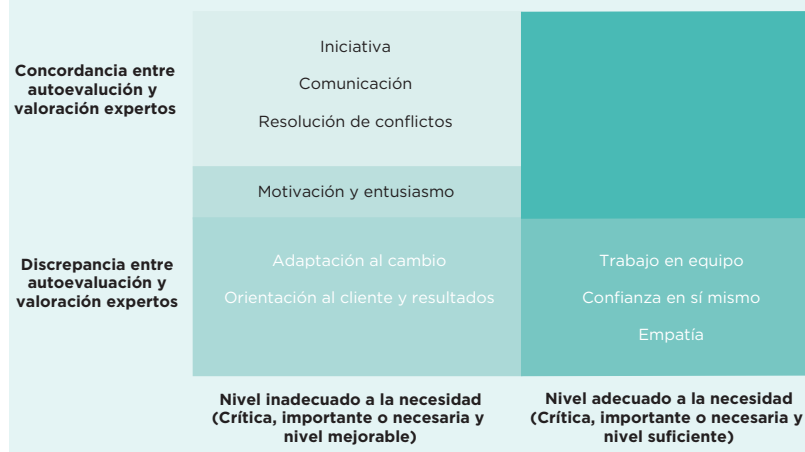 Concordancia entre
autoevalución y
valoración expertos
Iniciativa
Comunicación
Resolución de conflictos
Motivación y entusiasmo
Discrepancia entre
autoevaluación y
valoración expertos
Adaptación al cambio
Orientación al cliente y resultados
Trabajo en equipo
Confianza en sí mismo
Empatía
Nivel inadecuado a la necesidad
(Crítica, importante o necesaria y
nivel mejorable)
Nivel adecuado a la necesidad
(Crítica, importante o necesaria y
nivel suficiente)